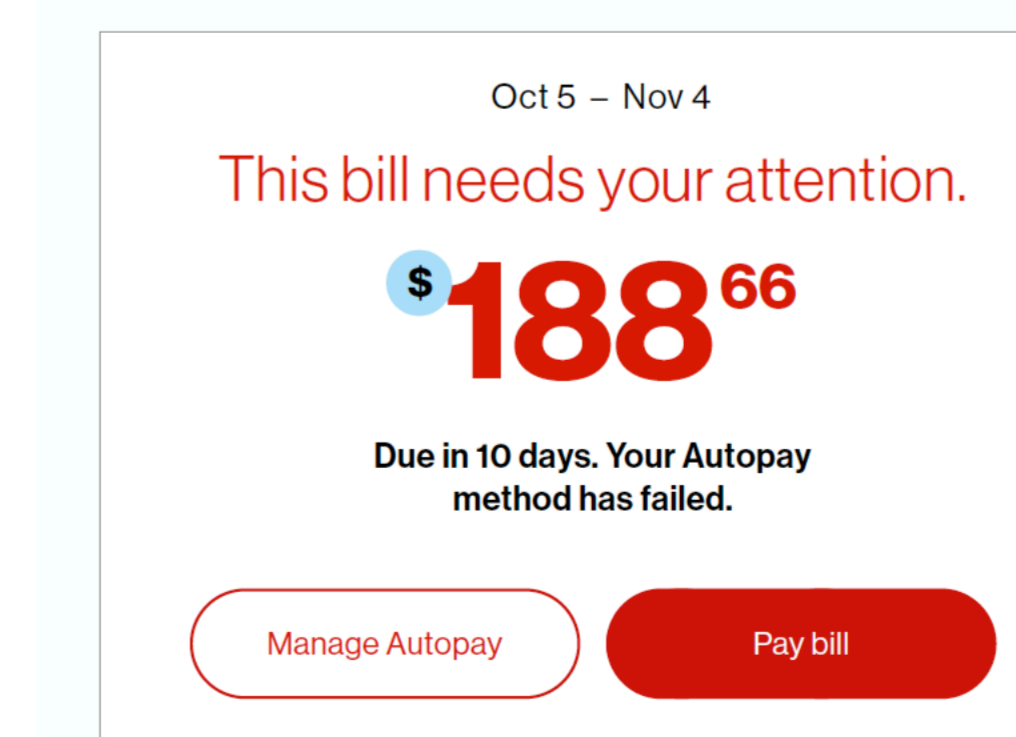 Oct 5 – Nov 4
This bill needs your attention.
$188 66
Due in 10 days. Your Autopay
method has failed.
Manage Autopay
Pay bill